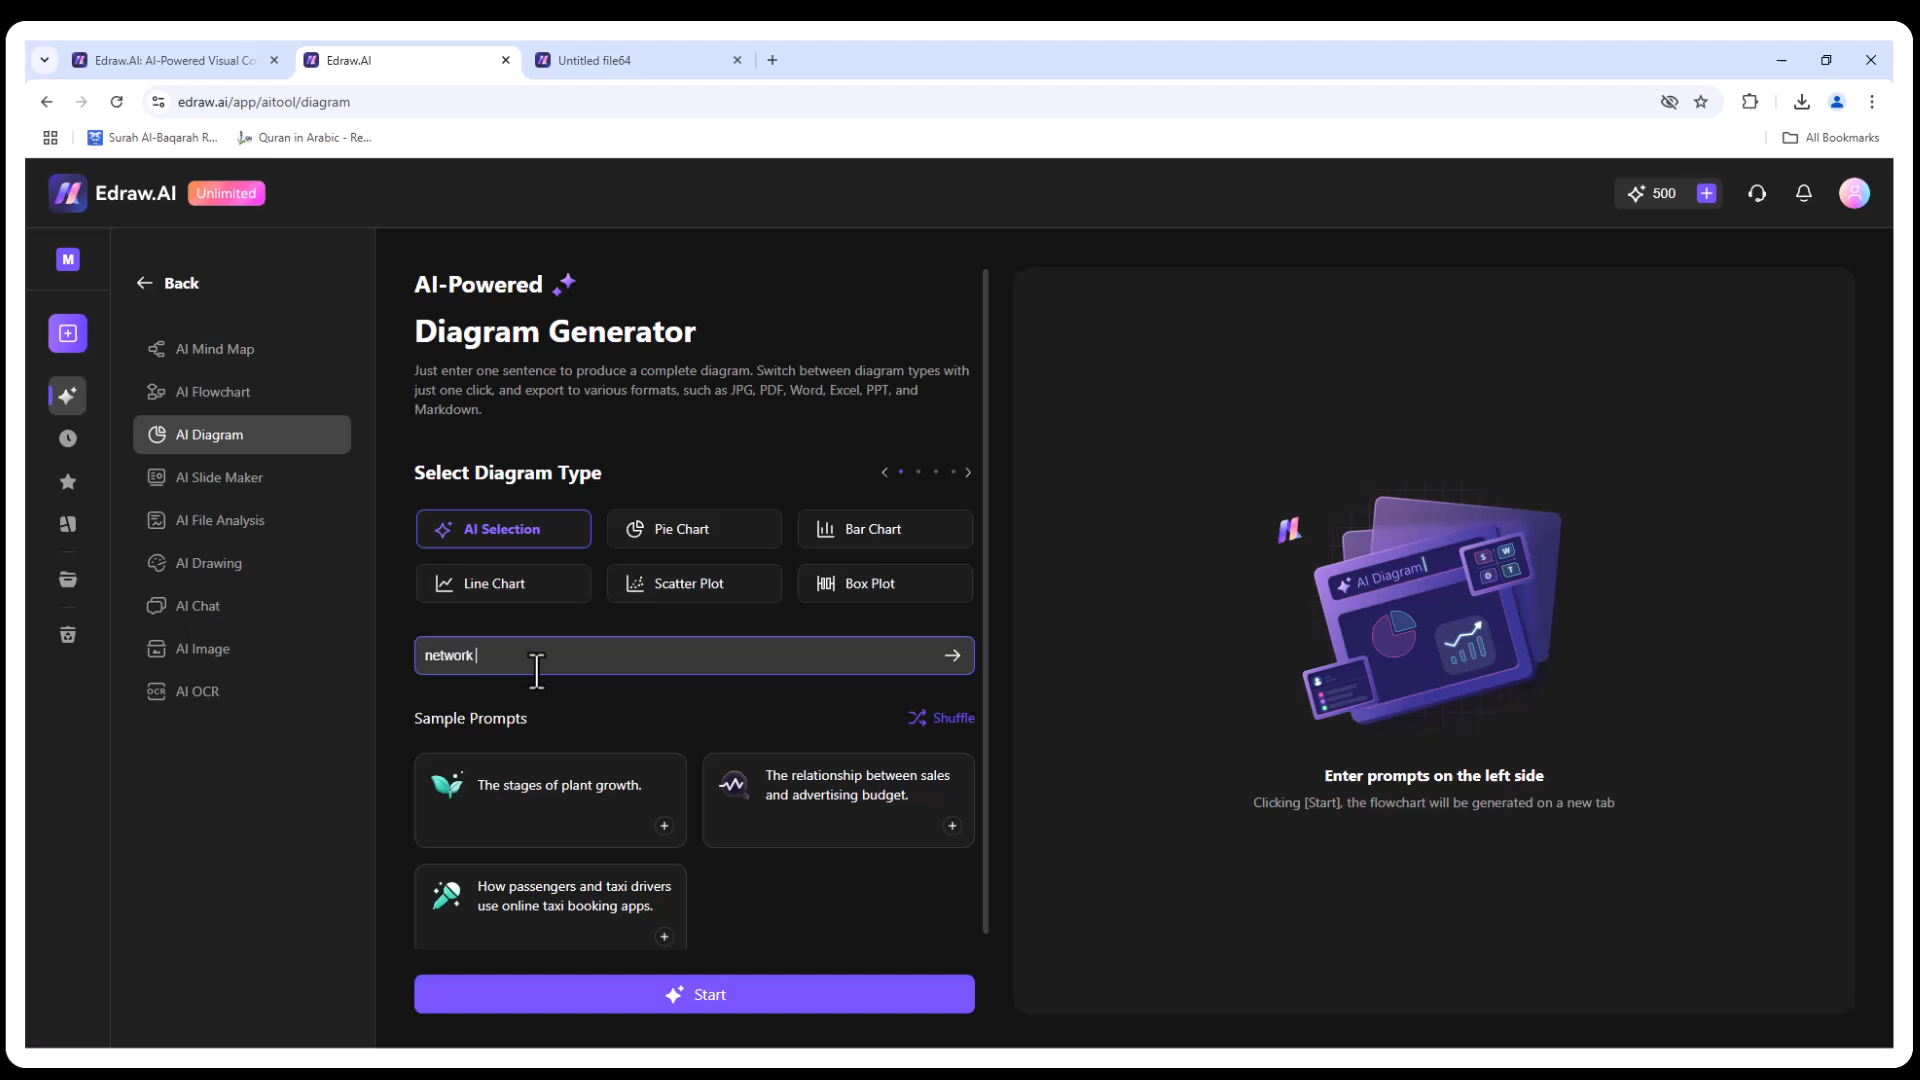 Edraw.AI: AI-Powered Visual Co
Edraw.AI
Untitled file64
edraw.ai/app/aitool/diagram
Surah Al-Baqarah R...
Quran in Arabic - Re...
All Bookmarks
Edraw.AI
Unlimited
500
M
Back
AI Mind Map
AI Flowchart
AI Diagram
AI Slide Maker
AI File Analysis
AI Drawing
AI Chat
AI Image
OCR AI OCR
AI-Powered
Diagram Generator
Just enter one sentence to produce a complete diagram. Switch between diagram types with
just one click, and export to various formats, such as JPG, PDF, Word, Excel, PPT, and
Markdown.
Select Diagram Type
AI Selection
Pie Chart
Bar Chart
Line Chart
Scatter Plot
Box Plot
network
Sample Prompts
Shuffle
The stages of plant growth.
The relationship between sales
and advertising budget.
How passengers and taxi drivers
use online taxi booking apps.
Start
AI Diagram
S W
O T
Enter prompts on the left side
Clicking [Start], the flowchart will be generated on a new tab